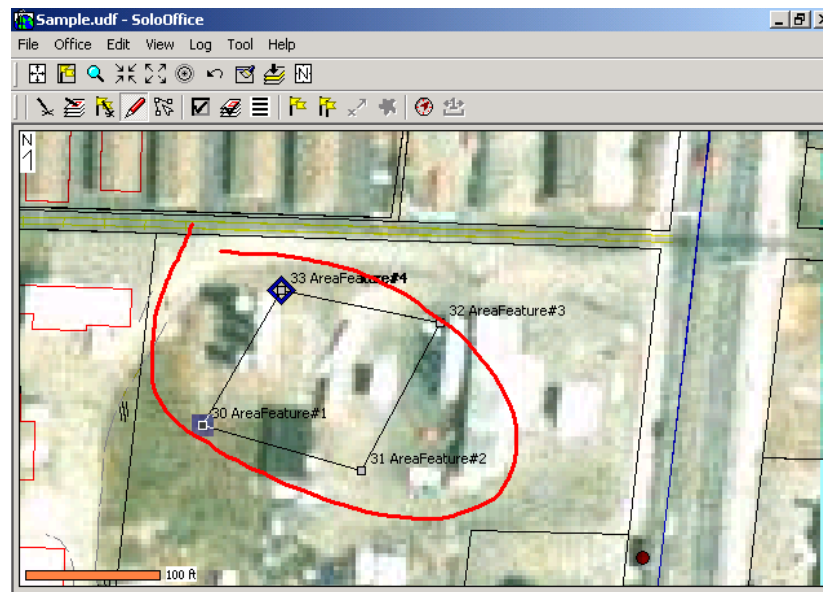 Sample.udf - SoloOffice
File Office Edit View Log Tool Help
N
N
33 AreaFeature#4
32 AreaFeature#3
30 AreaFeature#1
31 AreaFeature#2
100 ft